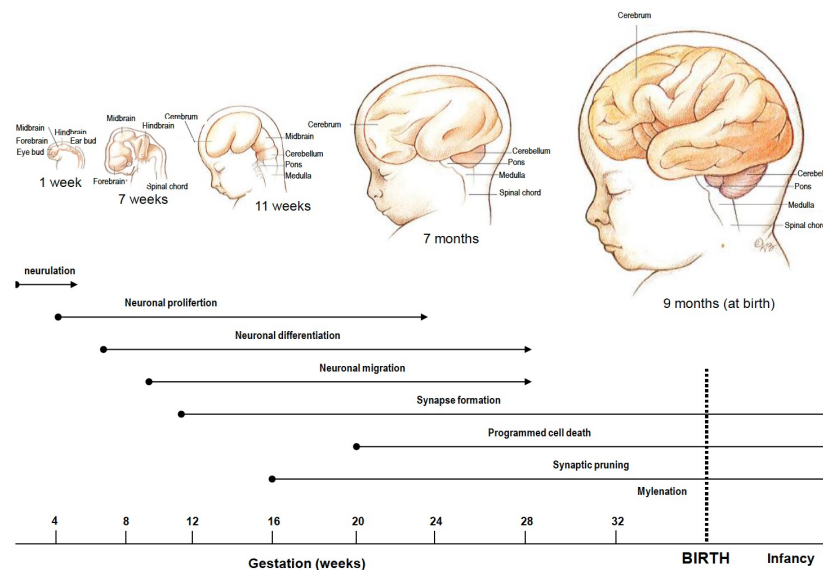 Cerebrum
Midbrain
Hindbrain
Forebrain
Ear bud
Eye bud
1 week
Midbrain
Hindbrain
Forebrain
Spinal chord
7 weeks
Cerebrum
Midbrain
Cerebellum
Pons
Medulla
11 weeks
Cerebrum
Cerebellum
Pons
Medulla
Spinal chord
7 months
Cerebel
Pons
Medulla
Spinal chord
9 months (at birth)
neurulation
Neuronal prolifertion
Neuronal differentiation
Neuronal migration
Synapse formation
Programmed cell death
Synaptic pruning
Mylenation
4 8 12 16 20 24 28 32
Gestation (weeks) BIRTH Infancy